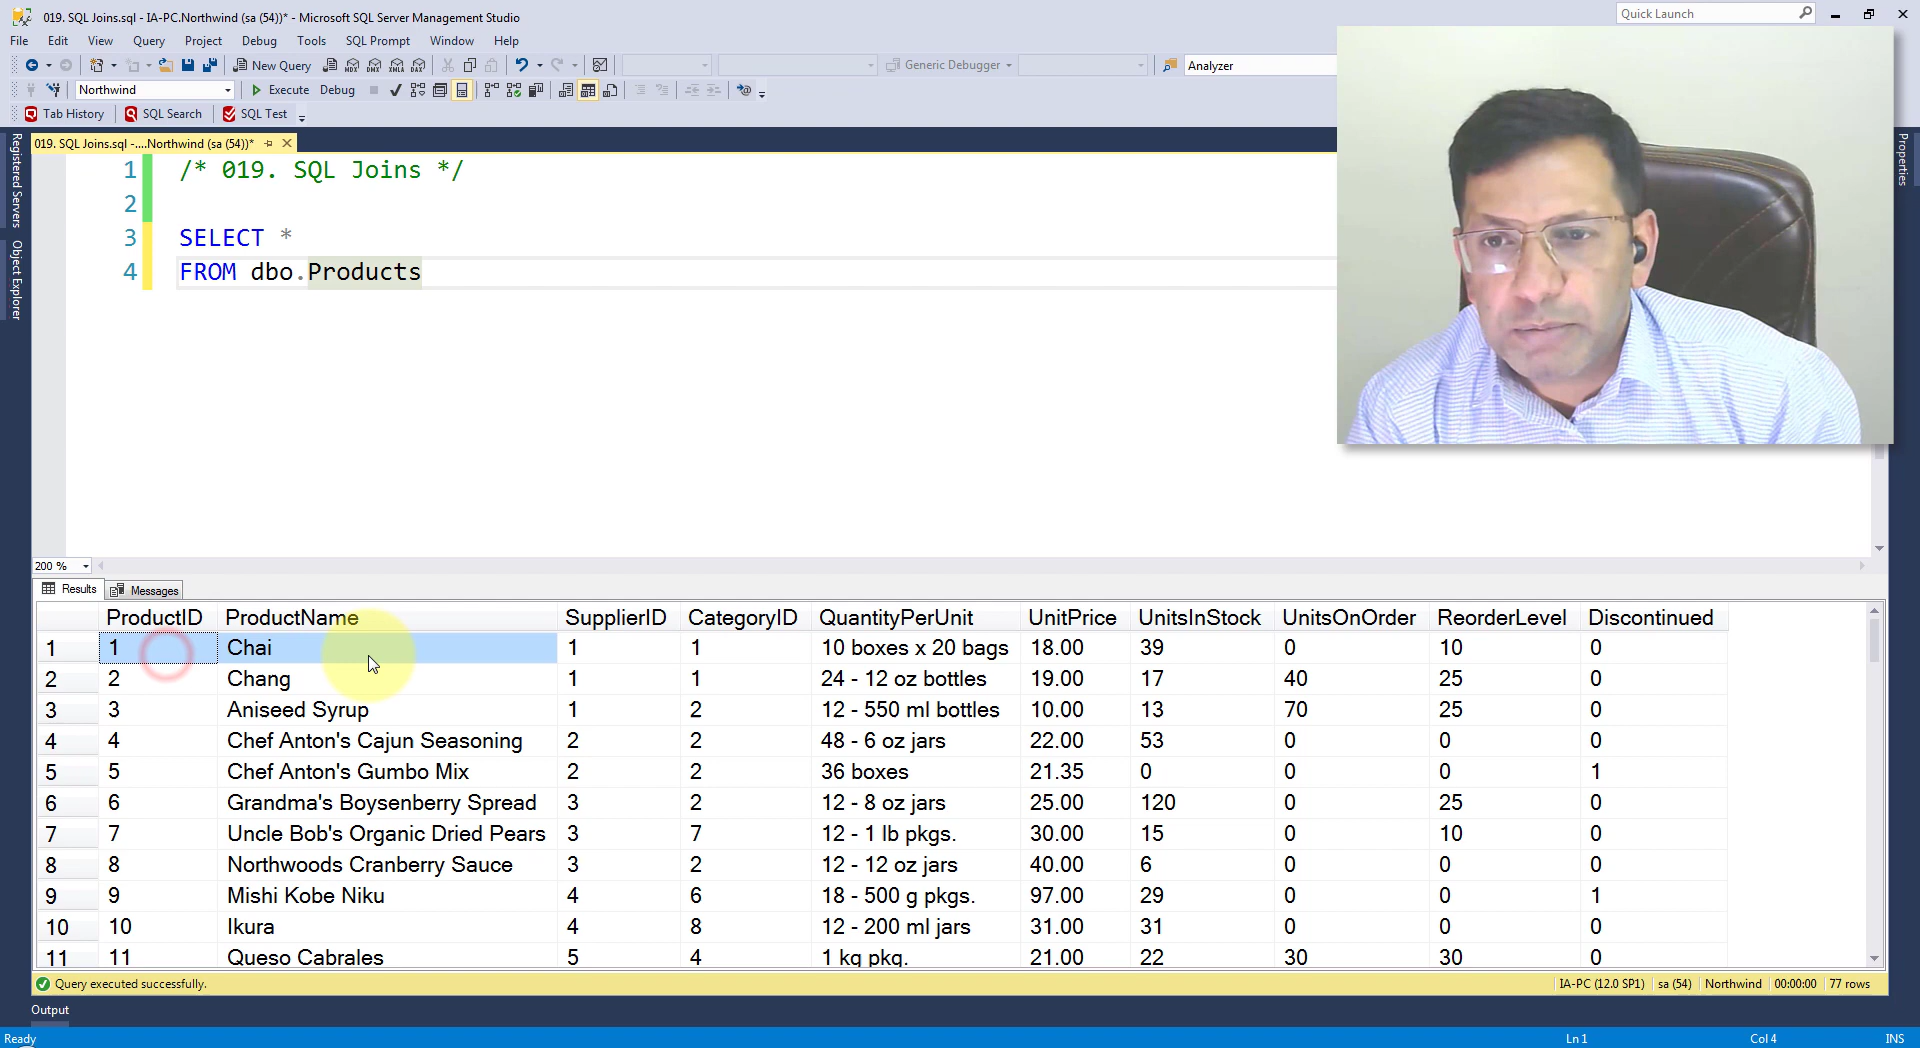 019. SQL Joins.sql - IA-PC.Northwind (sa (54))* - Microsoft SQL Server Management Studio
Quick Launch
File Edit View Query Project Debug Tools SQL Prompt Window Help
New Query MDX DMX XMLA DAX Generic Debugger Analyzer
Northwind Execute Debug
Tab History SQL Search SQL Test
Registered Servers
Object Explorer
Properties
019. SQL Joins.sql -....Northwind (sa (54))*
1 /* 019. SQL Joins */
2
3 SELECT *
4 FROM dbo.Products
200 %
Results Messages
ProductID ProductName SupplierID CategoryID QuantityPerUnit UnitPrice UnitsInStock UnitsOnOrder ReorderLevel Discontinued
1 1 Chai 1 1 10 boxes x 20 bags 18.00 39 0 10 0
2 2 Chang 1 1 24 - 12 oz bottles 19.00 17 40 25 0
3 3 Aniseed Syrup 1 2 12 - 550 ml bottles 10.00 13 70 25 0
4 4 Chef Anton's Cajun Seasoning 2 2 48 - 6 oz jars 22.00 53 0 0 0
5 5 Chef Anton's Gumbo Mix 2 2 36 boxes 21.35 0 0 0 1
6 6 Grandma's Boysenberry Spread 3 2 12 - 8 oz jars 25.00 120 0 25 0
7 7 Uncle Bob's Organic Dried Pears 3 7 12 - 1 lb pkgs. 30.00 15 0 10 0
8 8 Northwoods Cranberry Sauce 3 2 12 - 12 oz jars 40.00 6 0 0 0
9 9 Mishi Kobe Niku 4 6 18 - 500 g pkgs. 97.00 29 0 0 1
10 10 Ikura 4 8 12 - 200 ml jars 31.00 31 0 0 0
11 11 Queso Cabrales 5 4 1 kg pkg. 21.00 22 30 30 0
Query executed successfully. IA-PC (12.0 SP1) sa (54) Northwind 00:00:00 77 rows
Output
Ready Ln 1 Col 4 INS